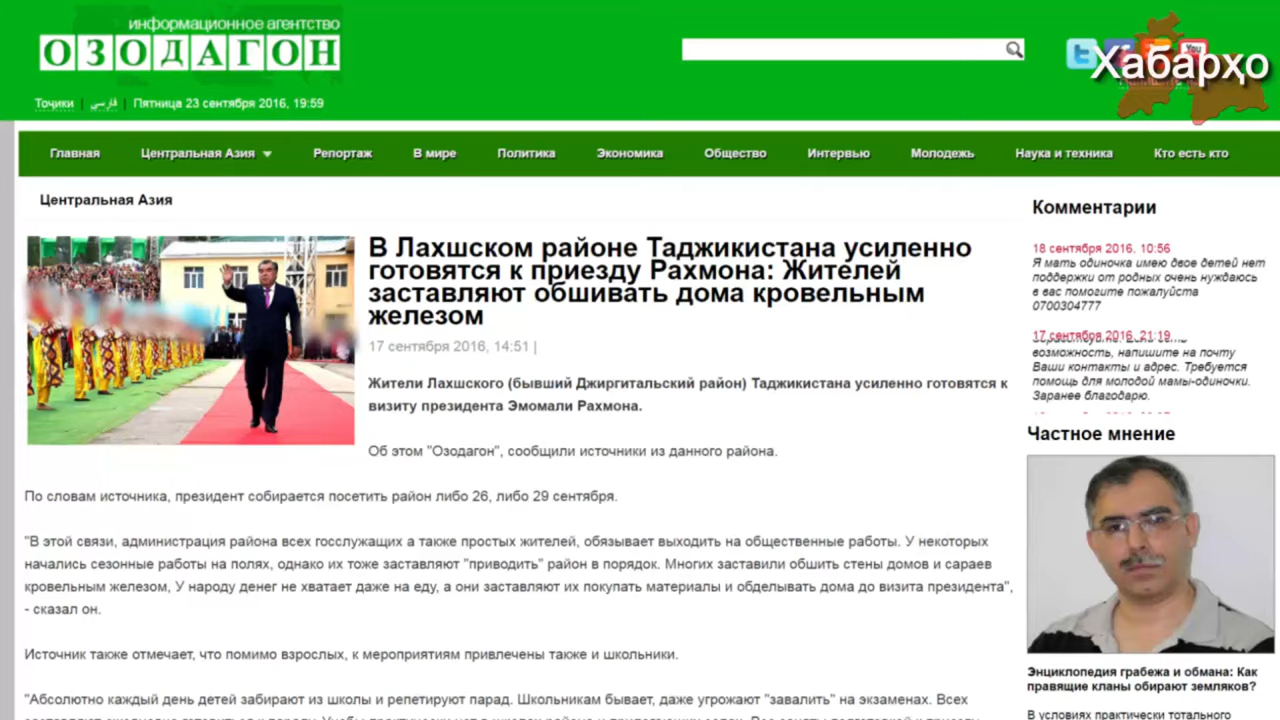 информационное агентство
ОЗОДАГОН
Тоҷики | فارسی | Пятница 23 сентября 2016, 19:59
You
Хабарҳо
Главная Центральная Азия Репортаж В мире Политика Экономика Общество Интервью Молодежь Наука и техника Кто есть кто
Центральная Азия
В Лахшском районе Таджикистана усиленно
готовятся к приезду Рахмона: Жителей
заставляют обшивать дома кровельным
железом
17 сентября 2016, 14:51 |
Жители Лахшского (бывший Джиргитальский район) Таджикистана усиленно готовятся к
визиту президента Эмомали Рахмона.
Об этом "Озодагон", сообщили источники из данного района.
По словам источника, президент собирается посетить район либо 26, либо 29 сентября.
"В этой связи, администрация района всех госслужащих а также простых жителей, обязывает выходить на общественные работы. У некоторых
начались сезонные работы на полях, однако их тоже заставляют "приводить" район в порядок. Многих заставили обшить стены домов и сараев
кровельным железом, У народу денег не хватает даже на еду, а они заставляют их покупать материалы и обделывать дома до визита президента",
- сказал он.
Источник также отмечает, что помимо взрослых, к мероприятиям привлечены также и школьники.
"Абсолютно каждый день детей забирают из школы и репетируют парад. Школьникам бывает, даже угрожают "завалить" на экзаменах. Всех
Комментарии
18 сентября 2016, 10:56
Я мать одиночка имею двое детей нет
поддержки от родных очень нуждаюсь
в вас помогите пожалуйста
0700304777
17 сентября 2016, 21:19
возможность, напишите на почту
Ваши контакты и адрес. Требуется
помощь для молодой мамы-одиночки.
Заранее благодарю.
Частное мнение
Энциклопедия грабежа и обмана: Как
правящие кланы обирают земляков?
В условиях практически тотального